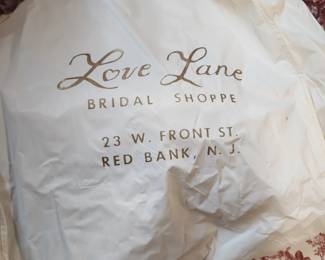 Love Lane
BRIDAL SHOPPE
23 W. FRONT ST.
RED BANK, N. J.